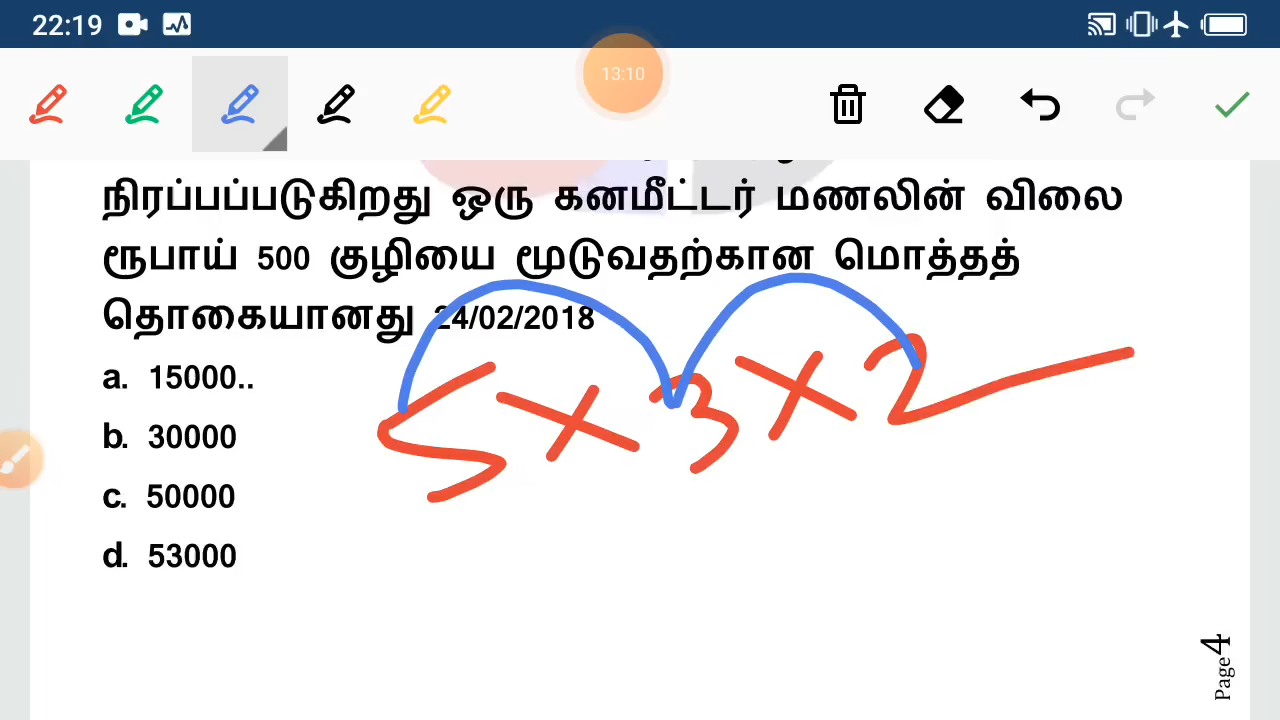 22:19
13:10
நிரப்பப்படுகிறது ஒரு கனமீட்டர் மணலின் விலை
ரூபாய் 500 குழியை மூடுவதற்கான மொத்தத்
தொகையானது 24/02/2018
a. 15000..
b. 30000
c. 50000
d. 53000
5 × 3 × 2
Page 4